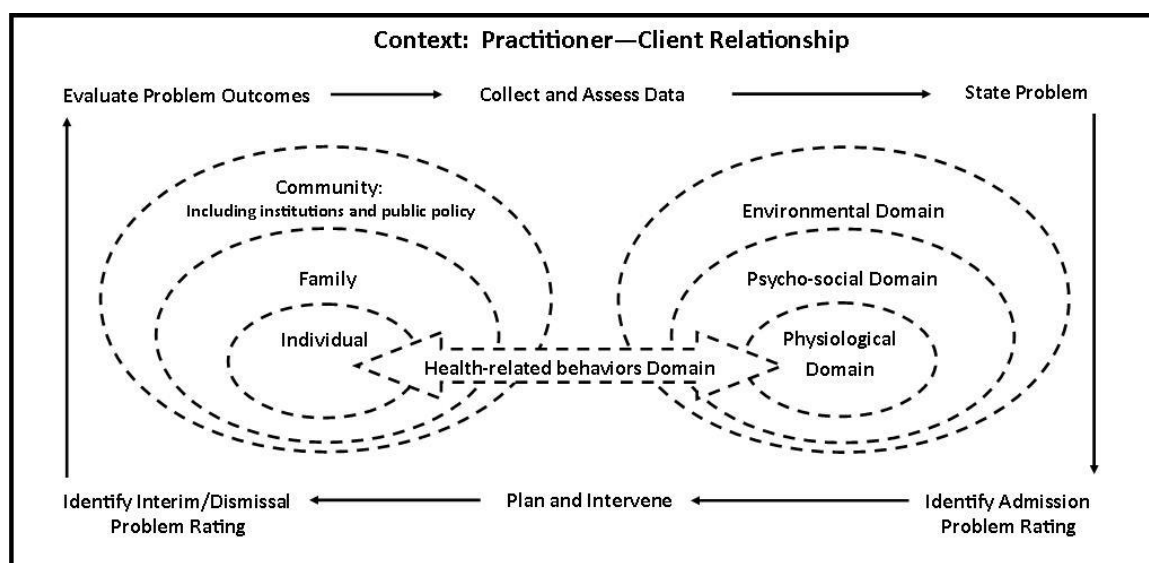 Context: Practitioner—Client Relationship
Evaluate Problem Outcomes
Collect and Assess Data
State Problem
Community:
Including institutions and public policy
Family
Individual
Environmental Domain
Psycho-social Domain
Physiological
Domain
Health-related behaviors Domain
Identify Interim/Dismissal
Problem Rating
Plan and Intervene
Identify Admission
Problem Rating